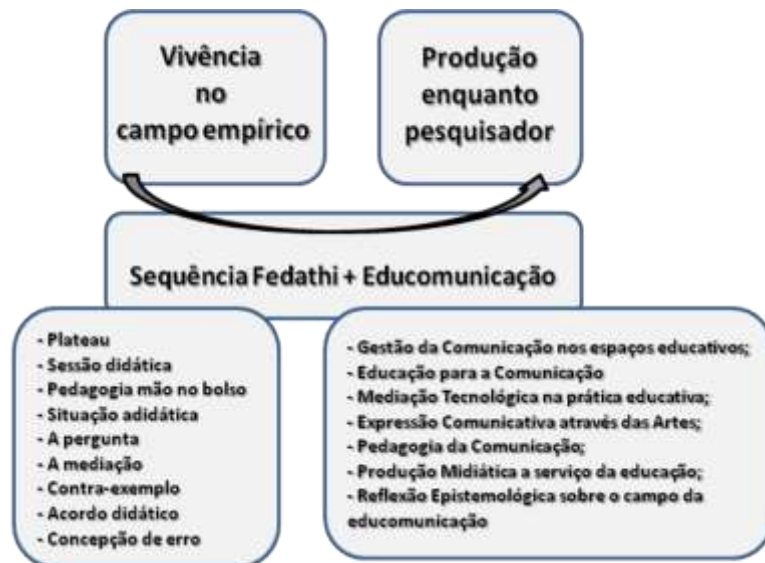 Vivência
no
campo empírico
Produção
enquanto
pesquisador
Sequência Fedathi + Educomunicação
- Plateau
- Sessão didática
- Pedagogia mão no bolso
- Situação adidática
- A pergunta
- A mediação
- Contra-exemplo
- Acordo didático
- Concepção de erro
- Gestão da Comunicação nos espaços educativos;
- Educação para a Comunicação
- Mediação Tecnológica na prática educativa;
- Expressão Comunicativa através das Artes;
- Pedagogia da Comunicação;
- Produção Midiática a serviço da educação;
- Reflexão Epistemológica sobre o campo da
educomunicação